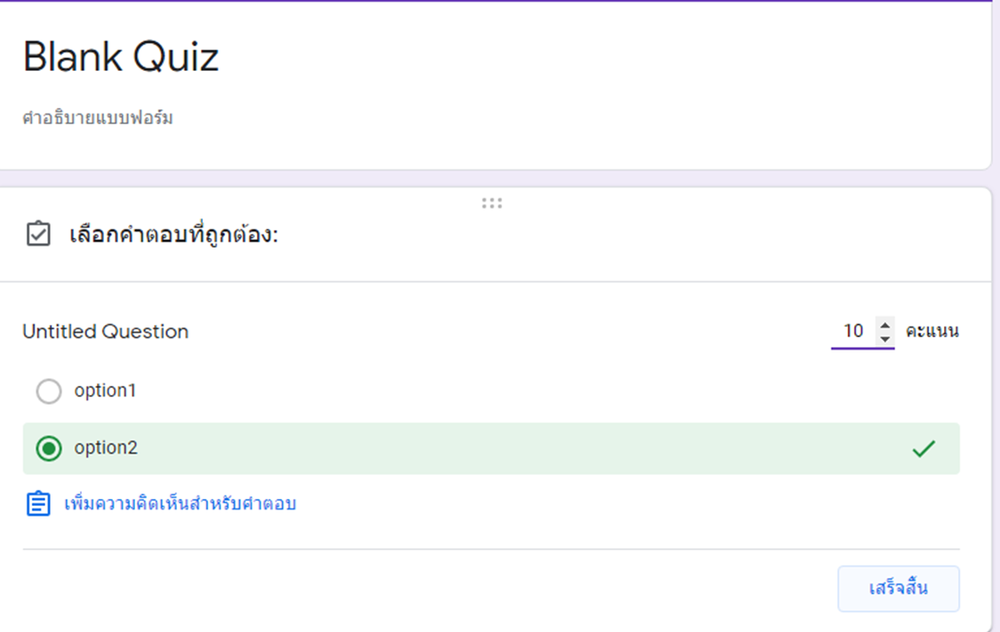 Blank Quiz
คำอธิบายแบบฟอร์ม
เลือกคำตอบที่ถูกต้อง:
Untitled Question
10 คะแนน
option1
option2
เพิ่มความคิดเห็นสำหรับคำตอบ
เสร็จสิ้น